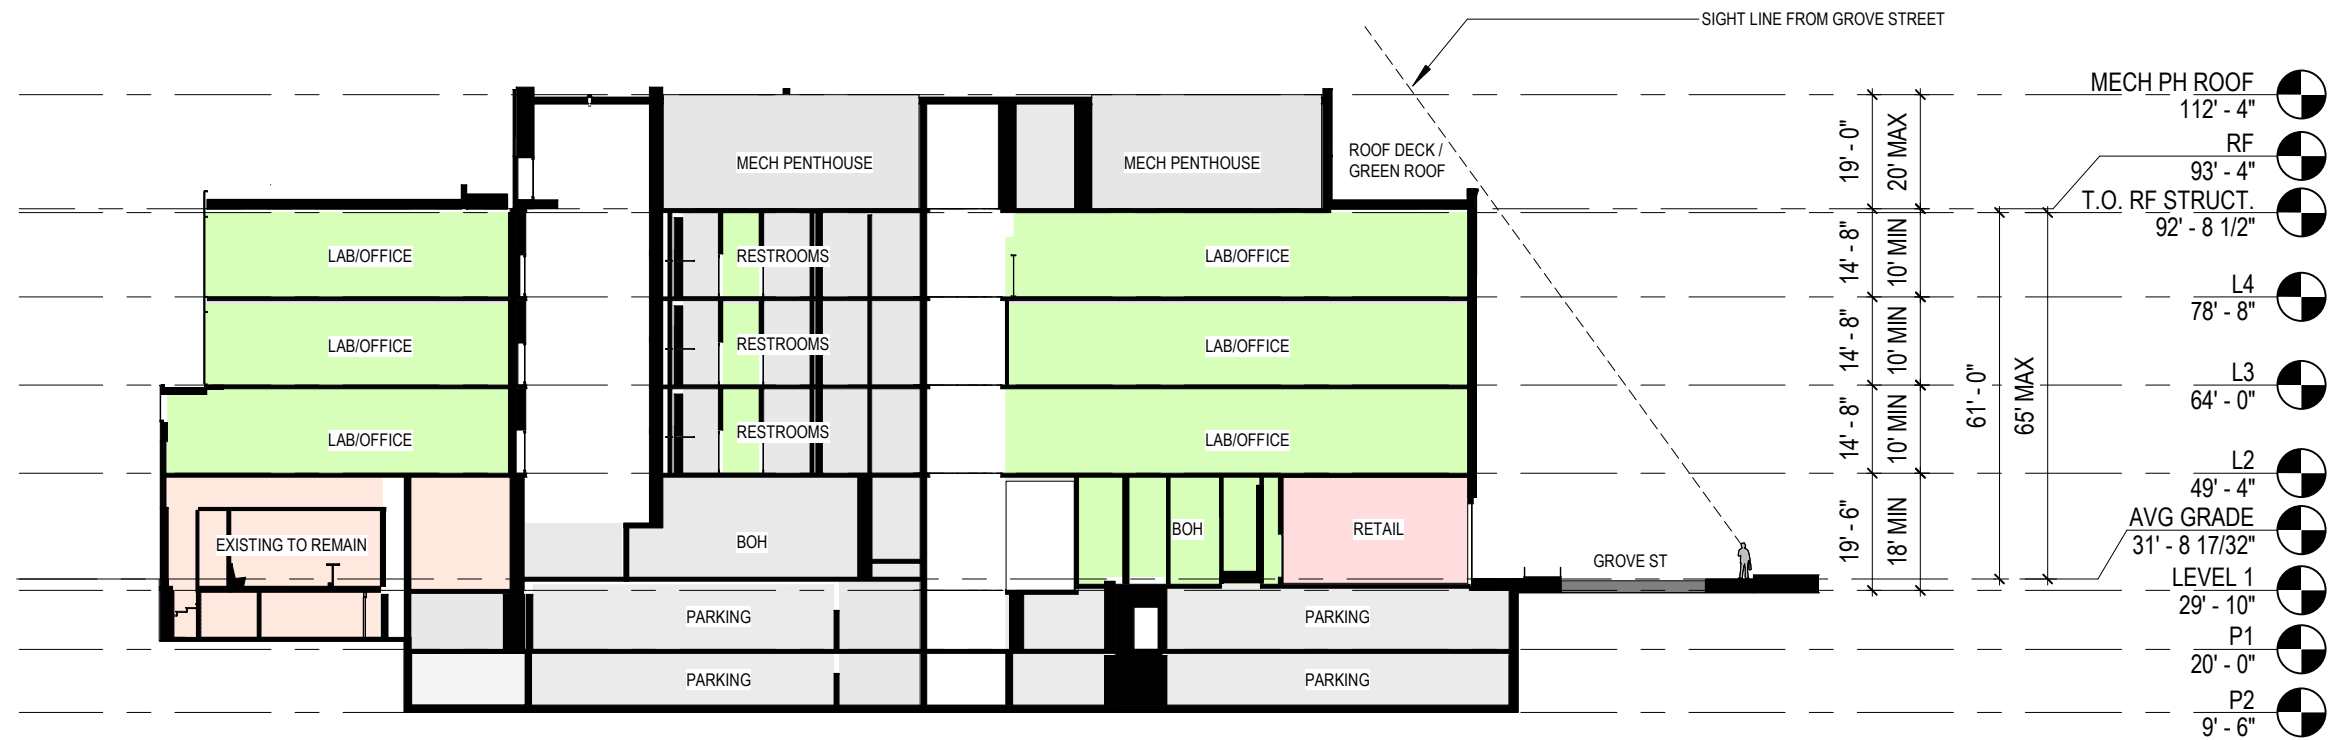 SIGHT LINE FROM GROVE STREET
MECH PH ROOF
112' - 4"
RF
93' - 4"
T.O. RF STRUCT.
92' - 8 1/2"
L4
78' - 8"
L3
64' - 0"
L2
49' - 4"
AVG GRADE
31' - 8 17/32"
LEVEL 1
29' - 10"
P1
20' - 0"
P2
9' - 6"
19' - 0"
20' MAX
14' - 8"
10' MIN
14' - 8"
10' MIN
14' - 8"
10' MIN
19' - 6"
18' MIN
61' - 0"
65' MAX
MECH PENTHOUSE
MECH PENTHOUSE
ROOF DECK /
GREEN ROOF
LAB/OFFICE
RESTROOMS
LAB/OFFICE
LAB/OFFICE
RESTROOMS
LAB/OFFICE
LAB/OFFICE
RESTROOMS
LAB/OFFICE
EXISTING TO REMAIN
BOH
BOH
RETAIL
GROVE ST
PARKING
PARKING
PARKING
PARKING